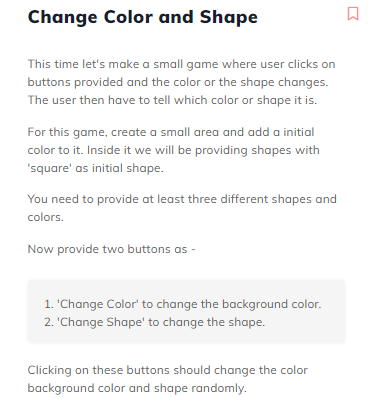 Change Color and Shape
This time let's make a small game where user clicks on
buttons provided and the color or the shape changes.
The user then have to tell which color or shape it is.
For this game, create a small area and add a initial
color to it. Inside it we will be providing shapes with
'square' as initial shape.
You need to provide at least three different shapes and
colors.
Now provide two buttons as -
1. 'Change Color' to change the background color.
2. 'Change Shape' to change the shape.
Clicking on these buttons should change the color
background color and shape randomly.